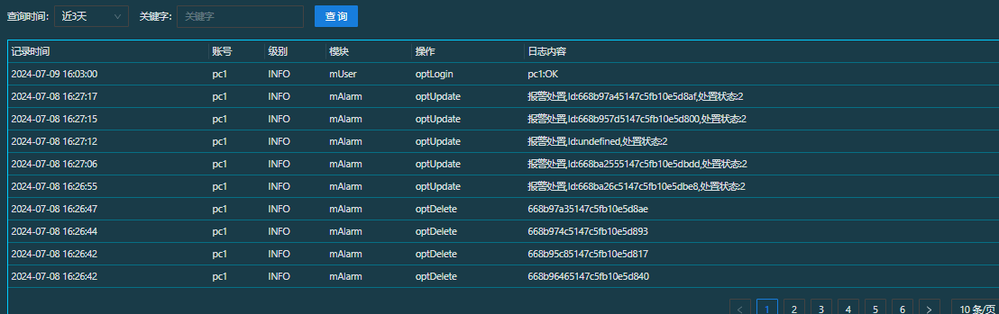 查询时间: 近3天 关键字: 关键字 查 询
记录时间 账号 级别 模块 操作 日志内容
2024-07-09 16:03:00 pc1 INFO mUser optLogin pc1:OK
2024-07-08 16:27:17 pc1 INFO mAlarm optUpdate 报警处置,Id:668b97a45147c5fb10e5d8af,处置状态:2
2024-07-08 16:27:15 pc1 INFO mAlarm optUpdate 报警处置,Id:668b957d5147c5fb10e5d800,处置状态:2
2024-07-08 16:27:12 pc1 INFO mAlarm optUpdate 报警处置,Id:undefined,处置状态:2
2024-07-08 16:27:06 pc1 INFO mAlarm optUpdate 报警处置,Id:668ba2555147c5fb10e5dbdd,处置状态:2
2024-07-08 16:26:55 pc1 INFO mAlarm optUpdate 报警处置,Id:668ba26c5147c5fb10e5dbe8,处置状态:2
2024-07-08 16:26:47 pc1 INFO mAlarm optDelete 668b97a35147c5fb10e5d8ae
2024-07-08 16:26:44 pc1 INFO mAlarm optDelete 668b974c5147c5fb10e5d893
2024-07-08 16:26:42 pc1 INFO mAlarm optDelete 668b95c85147c5fb10e5d817
2024-07-08 16:26:42 pc1 INFO mAlarm optDelete 668b96465147c5fb10e5d840
< 1 2 3 4 5 6 > 10 条/页